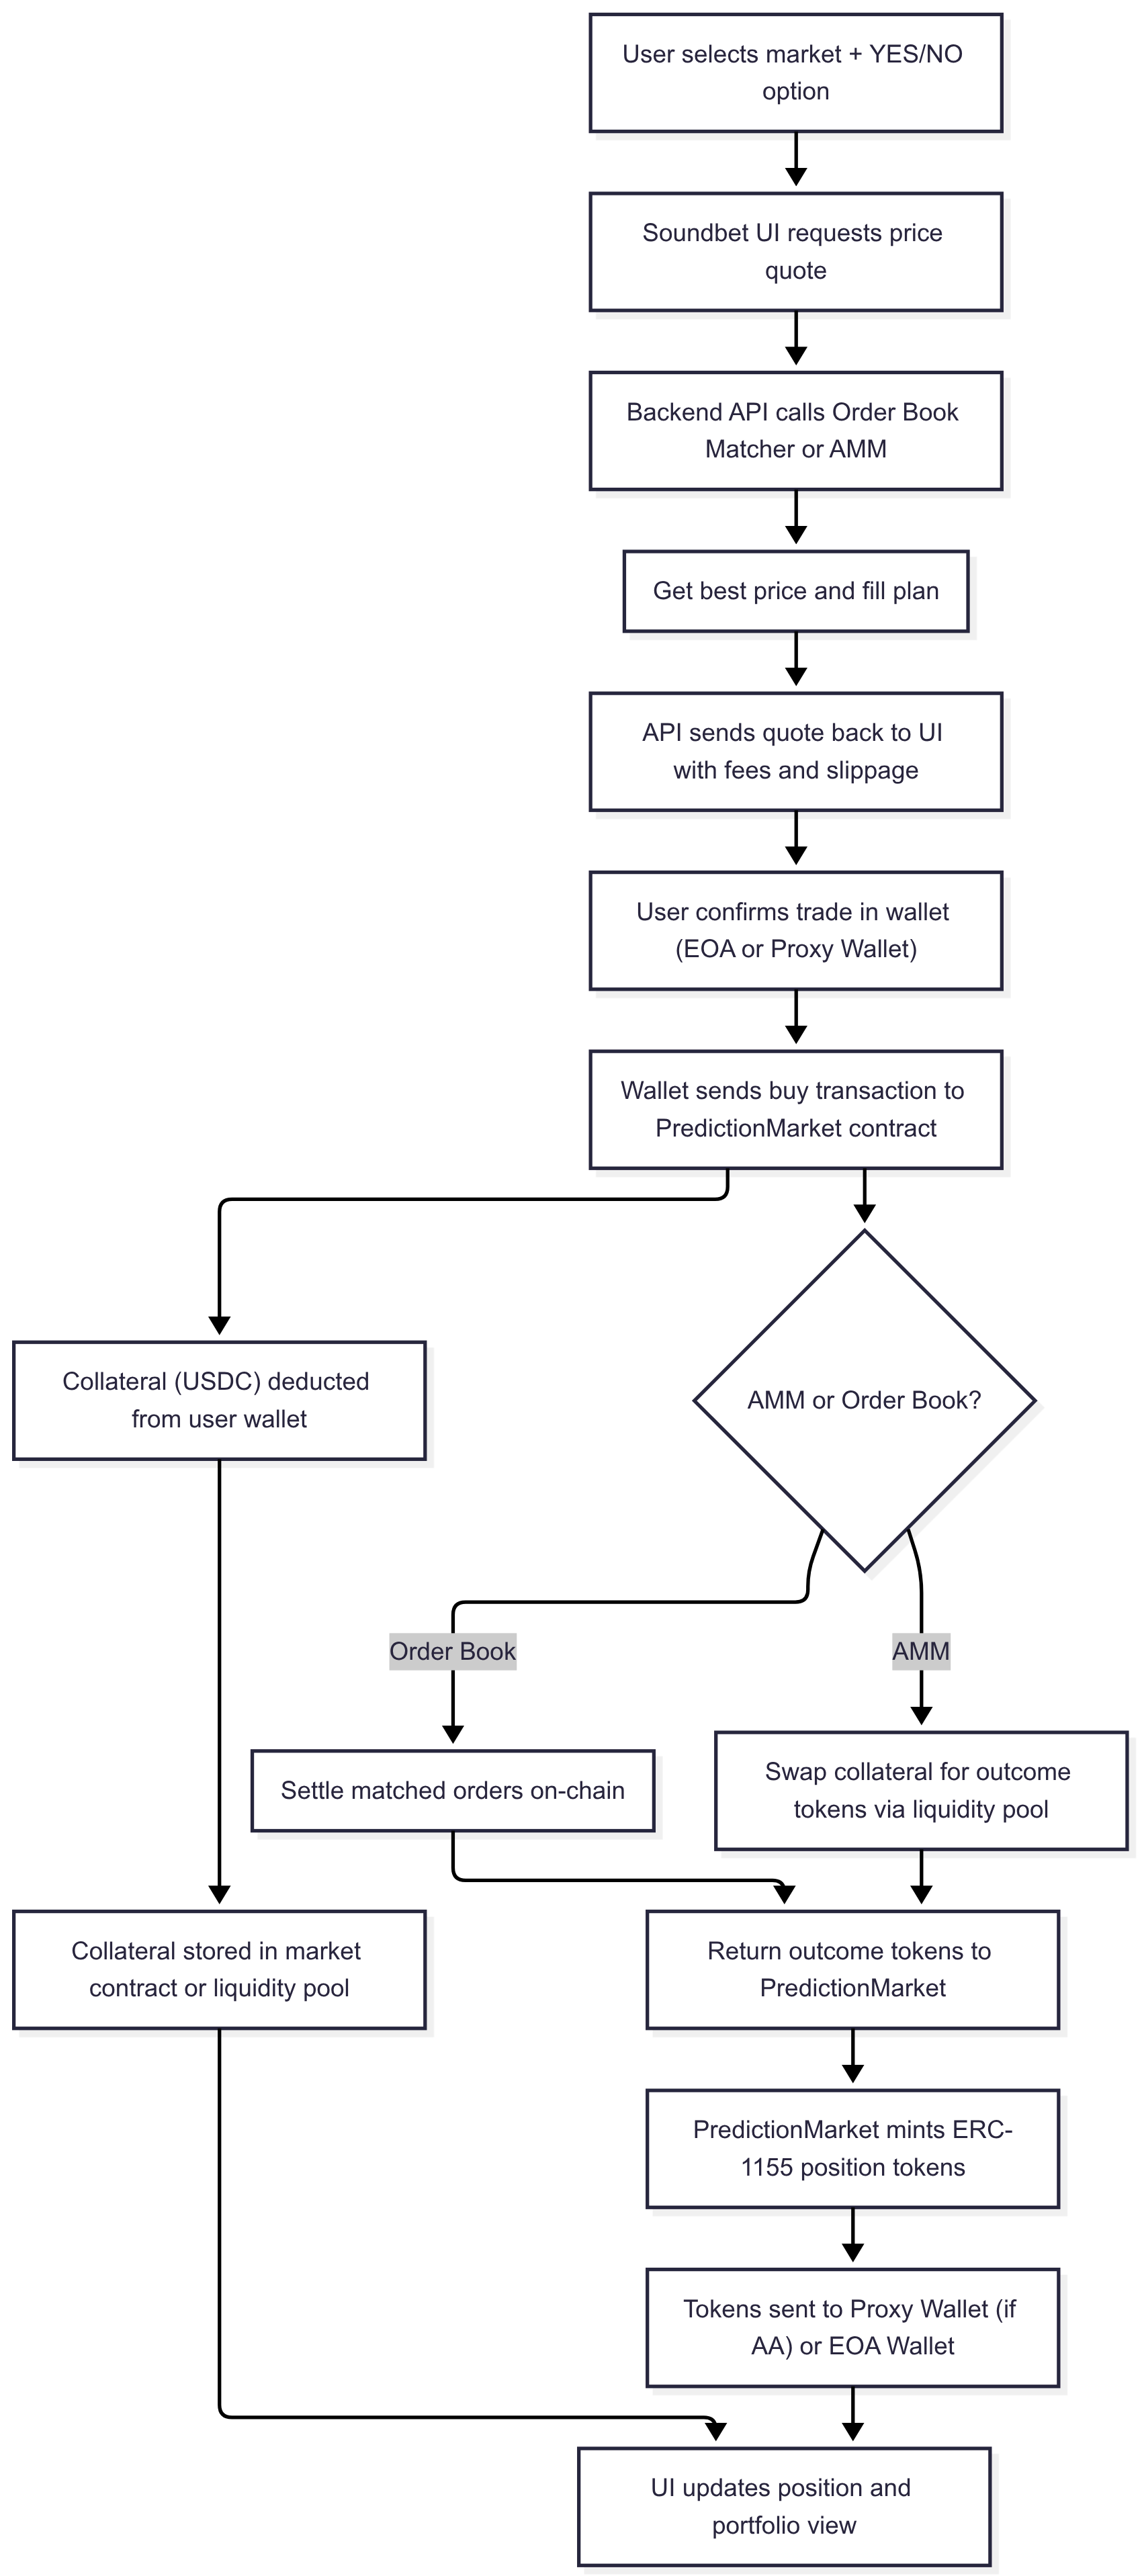 User selects market + YES/NO
option
Soundbet UI requests price
quote
Backend API calls Order Book
Matcher or AMM
Get best price and fill plan
API sends quote back to UI
with fees and slippage
User confirms trade in wallet
(EOA or Proxy Wallet)
Wallet sends buy transaction to
PredictionMarket contract
Collateral (USDC) deducted
from user wallet
AMM or Order Book?
Order Book
AMM
Settle matched orders on-chain
Swap collateral for outcome
tokens via liquidity pool
Collateral stored in market
contract or liquidity pool
Return outcome tokens to
PredictionMarket
PredictionMarket mints ERC-
1155 position tokens
Tokens sent to Proxy Wallet (if
AA) or EOA Wallet
UI updates position and
portfolio view